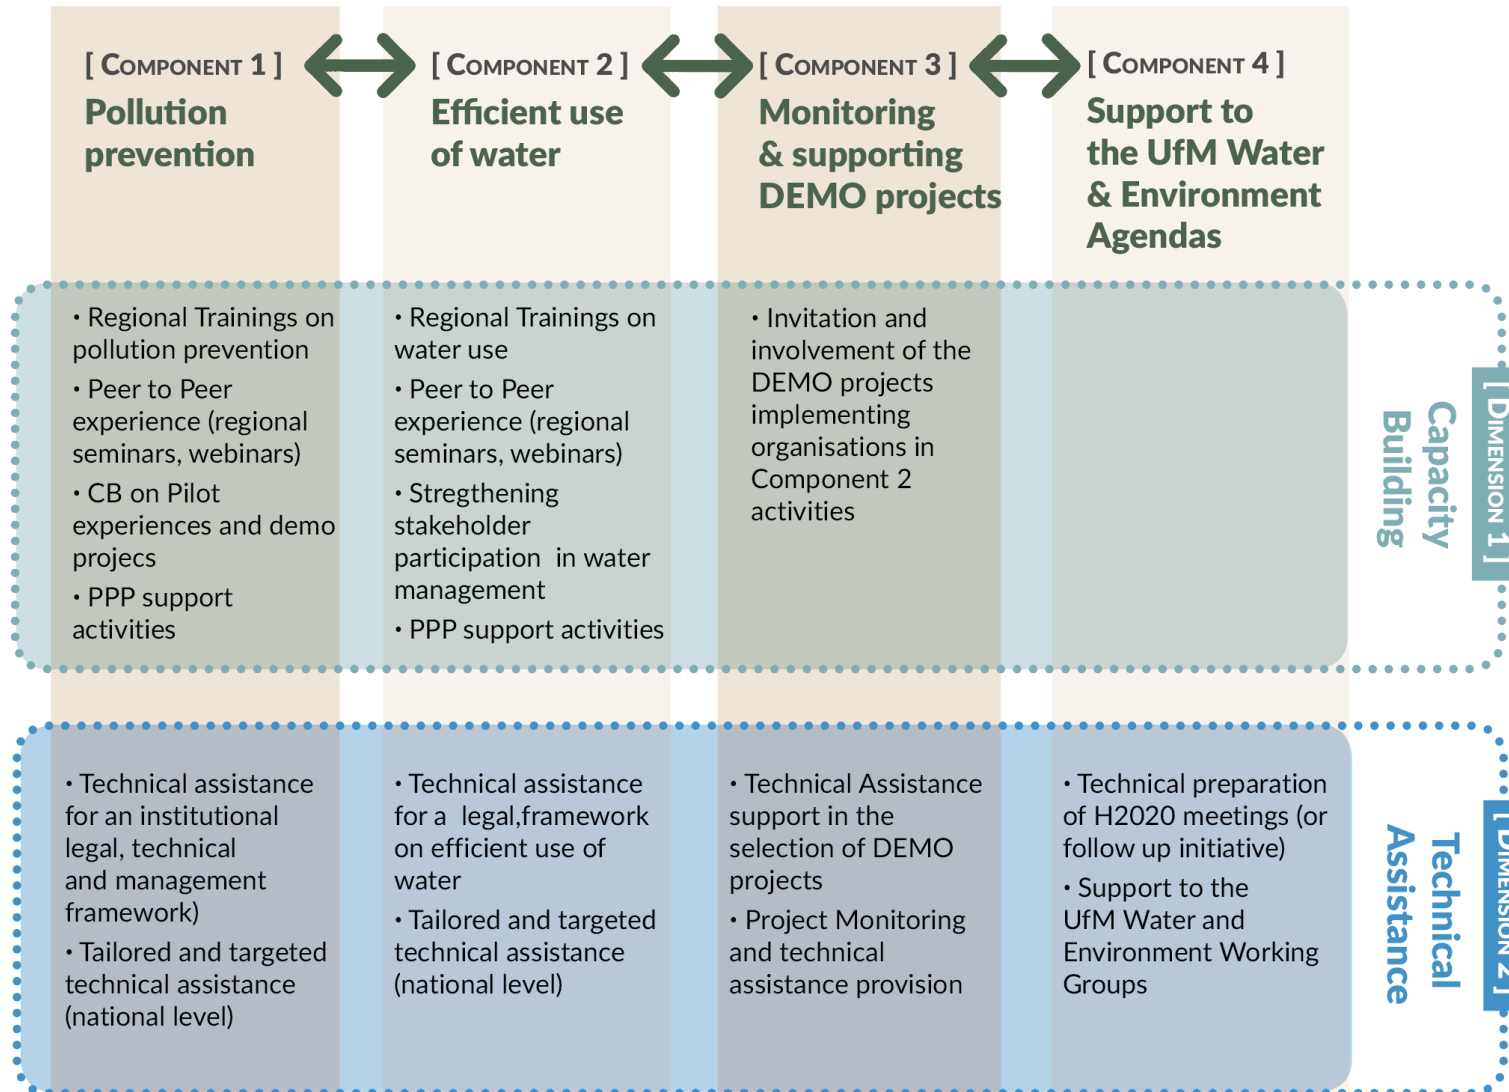 [ Component 1 ]
Pollution
prevention
[ Component 2 ]
Efficient use
of water
[ Component 3 ]
Monitoring
& supporting
DEMO projects
[ Component 4 ]
Support to
the UfM Water
& Environment
Agendas
• Regional Trainings on
pollution prevention
• Peer to Peer
experience (regional
seminars, webinars)
• CB on Pilot
experiences and demo
projecs
• PPP support
activities
• Regional Trainings on
water use
• Peer to Peer
experience (regional
seminars, webinars)
• Stregthening
stakeholder
participation  in water
management
• PPP support activities
• Invitation and
involvement of the
DEMO projects
implementing
organisations in
Component 2
activities
[ Dimension 1 ]
Capacity
Building
• Technical assistance
for an institutional
legal, technical
and management
framework)
• Tailored and targeted
technical assistance
(national level)
• Technical assistance
for a  legal,framework
on efficient use of
water
• Tailored and targeted
technical assistance
(national level)
• Technical Assistance
support in the
selection of DEMO
projects
• Project Monitoring
and technical
assistance provision
• Technical preparation
of H2020 meetings (or
follow up initiative)
• Support to the
UfM Water and
Environment Working
Groups
[ Dimension 2 ]
Technical
Assistance